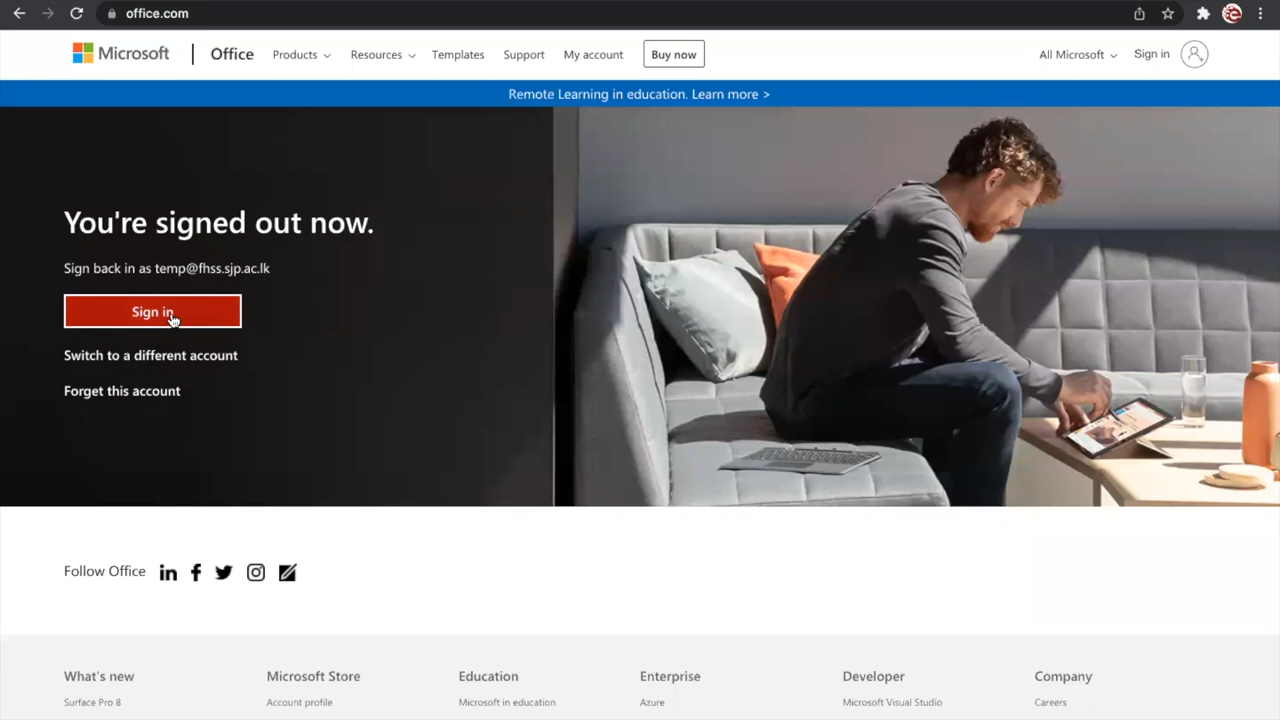 office.com
Microsoft
Office
Products
Resources
Templates
Support
My account
Buy now
All Microsoft
Sign in
Remote Learning in education. Learn more >
You're signed out now.
Sign back in as temp@fhss.sjp.ac.lk
Sign in
Switch to a different account
Forget this account
Follow Office
What's new
Microsoft Store
Education
Enterprise
Developer
Company
Surface Pro 8
Account profile
Microsoft in education
Azure
Microsoft Visual Studio
Careers